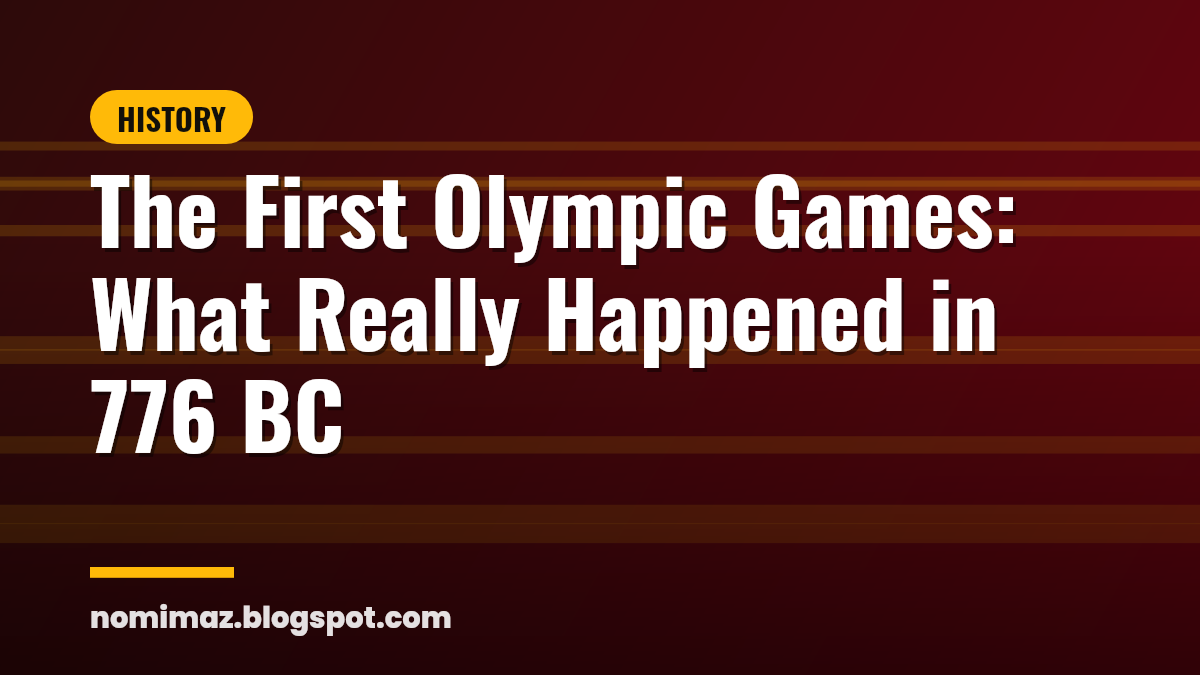 HISTORY
The First Olympic Games:
What Really Happened in
776 BC
nomimaz.blogspot.com